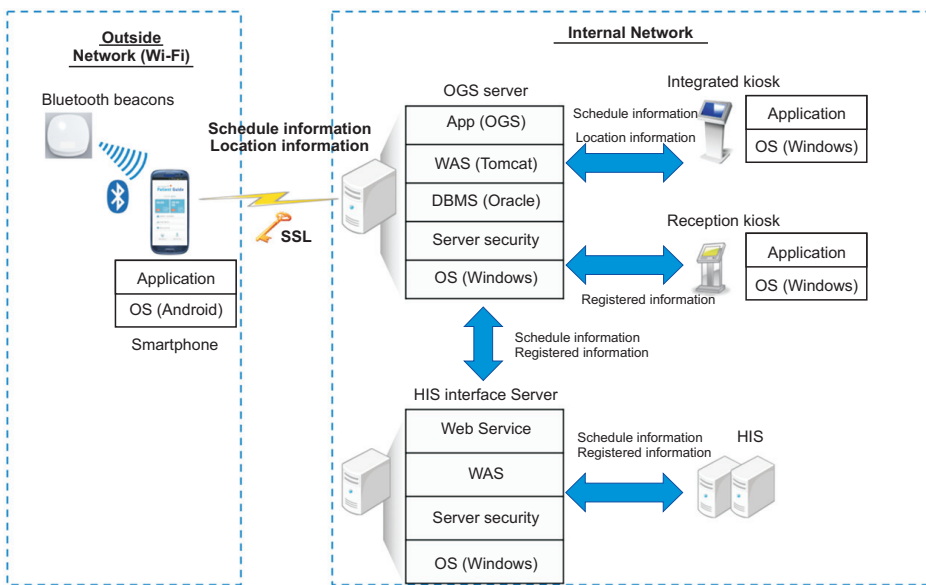 Outside
Network (Wi-Fi)
Bluetooth beacons
Application
OS (Android)
Smartphone
Schedule information
Location information
SSL
Internal Network
OGS server
App (OGS)
WAS (Tomcat)
DBMS (Oracle)
Server security
OS (Windows)
Schedule information
Location information
Integrated kiosk
Application
OS (Windows)
Reception kiosk
Application
OS (Windows)
Registered information
Schedule information
Registered information
HIS interface Server
Web Service
WAS
Server security
OS (Windows)
Schedule information
Registered information
HIS